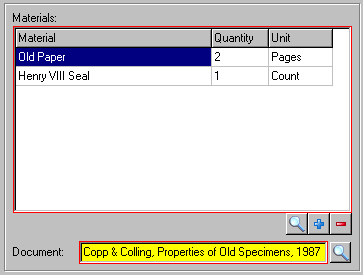 Materials:
Material Quantity Unit
Old Paper 2 Pages
Henry VIII Seal 1 Count
Document: Copp & Colling, Properties of Old Specimens, 1987